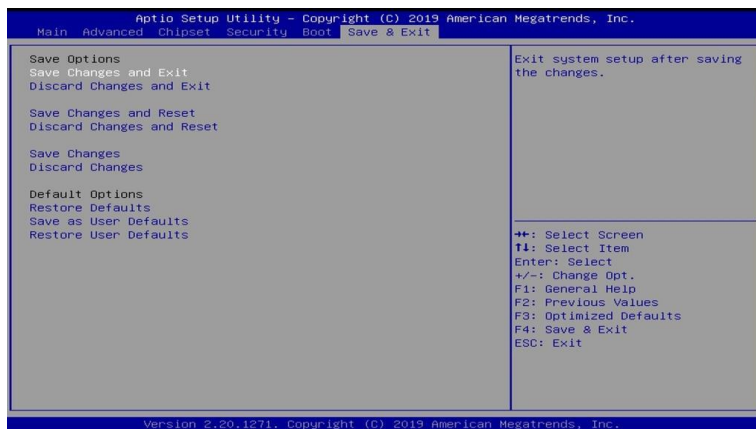 Aptio Setup Utility – Copyright (C) 2019 American Megatrends, Inc.
Main Advanced Chipset Security Boot Save & Exit
Save Options
Save Changes and Exit
Discard Changes and Exit
Save Changes and Reset
Discard Changes and Reset
Save Changes
Discard Changes
Default Options
Restore Defaults
Save as User Defaults
Restore User Defaults
Exit system setup after saving
the changes.
→←: Select Screen
↑↓: Select Item
Enter: Select
+/-: Change Opt.
F1: General Help
F2: Previous Values
F3: Optimized Defaults
F4: Save & Exit
ESC: Exit
Version 2.20.1271. Copyright (C) 2019 American Megatrends, Inc.